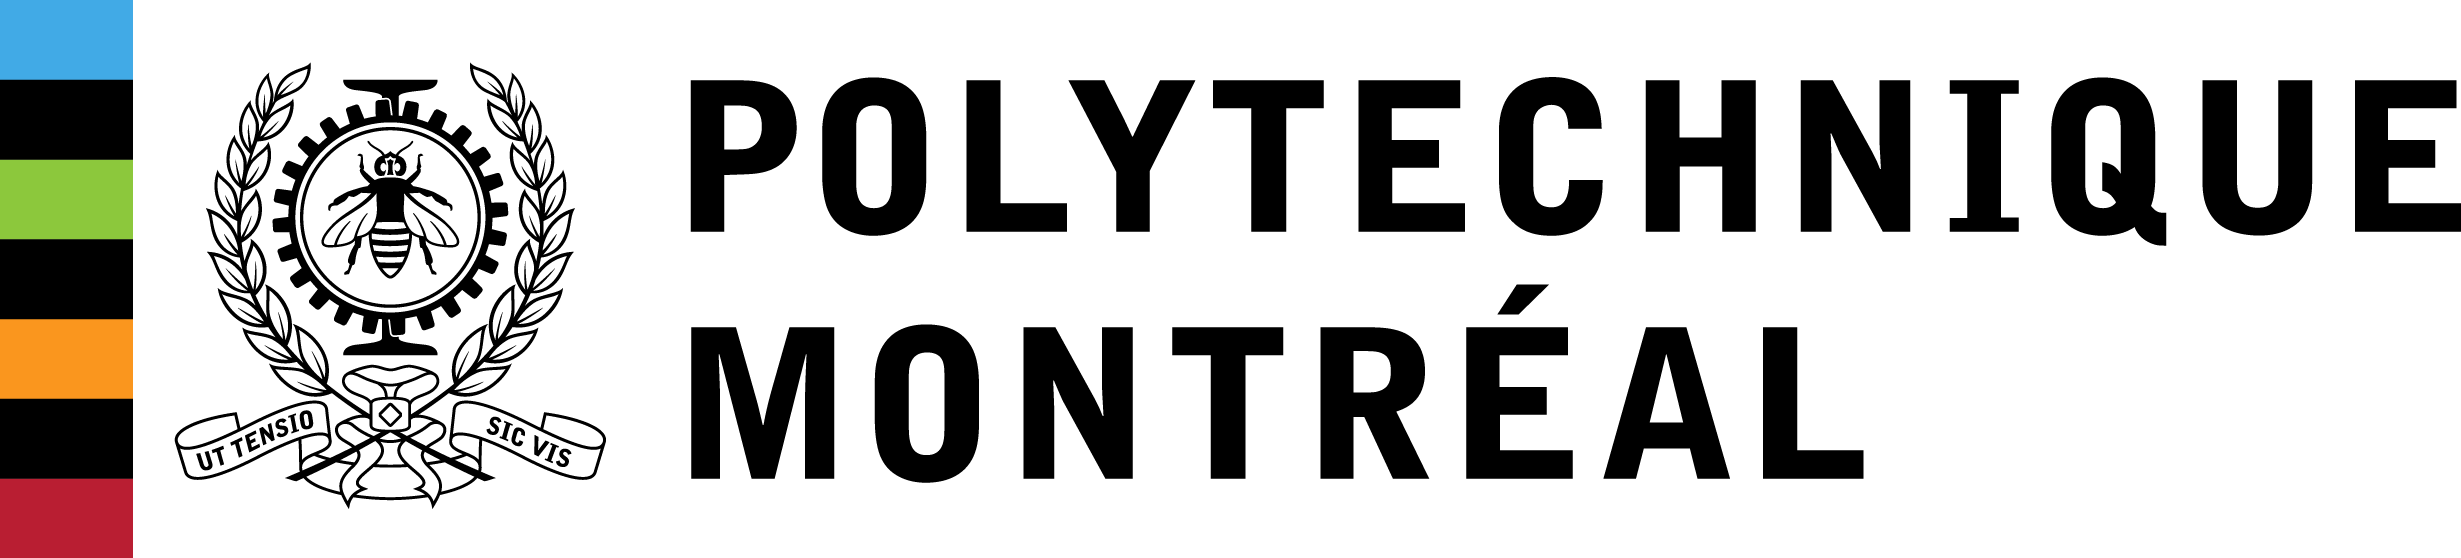 UT TENSIO SIC VIS
POLYTECHNIQUE
MONTRÉAL